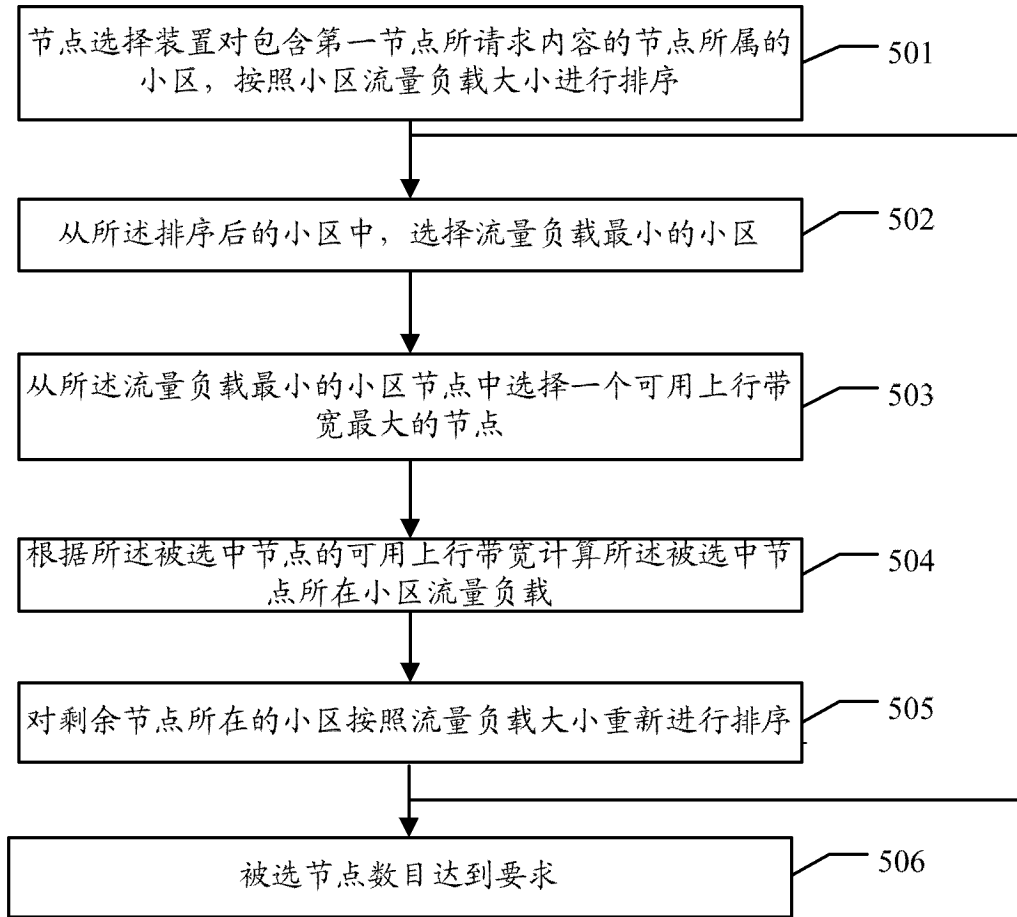 节点选择装置对包含第一节点所请求内容的节点所属的
小区，按照小区流量负载大小进行排序
501
从所述排序后的小区中，选择流量负载最小的小区
502
从所述流量负载最小的小区节点中选择一个可用上行带
宽最大的节点
503
根据所述被选中节点的可用上行带宽计算所述被选中节
点所在小区流量负载
504
对剩余节点所在的小区按照流量负载大小重新进行排序
505
被选节点数目达到要求
506